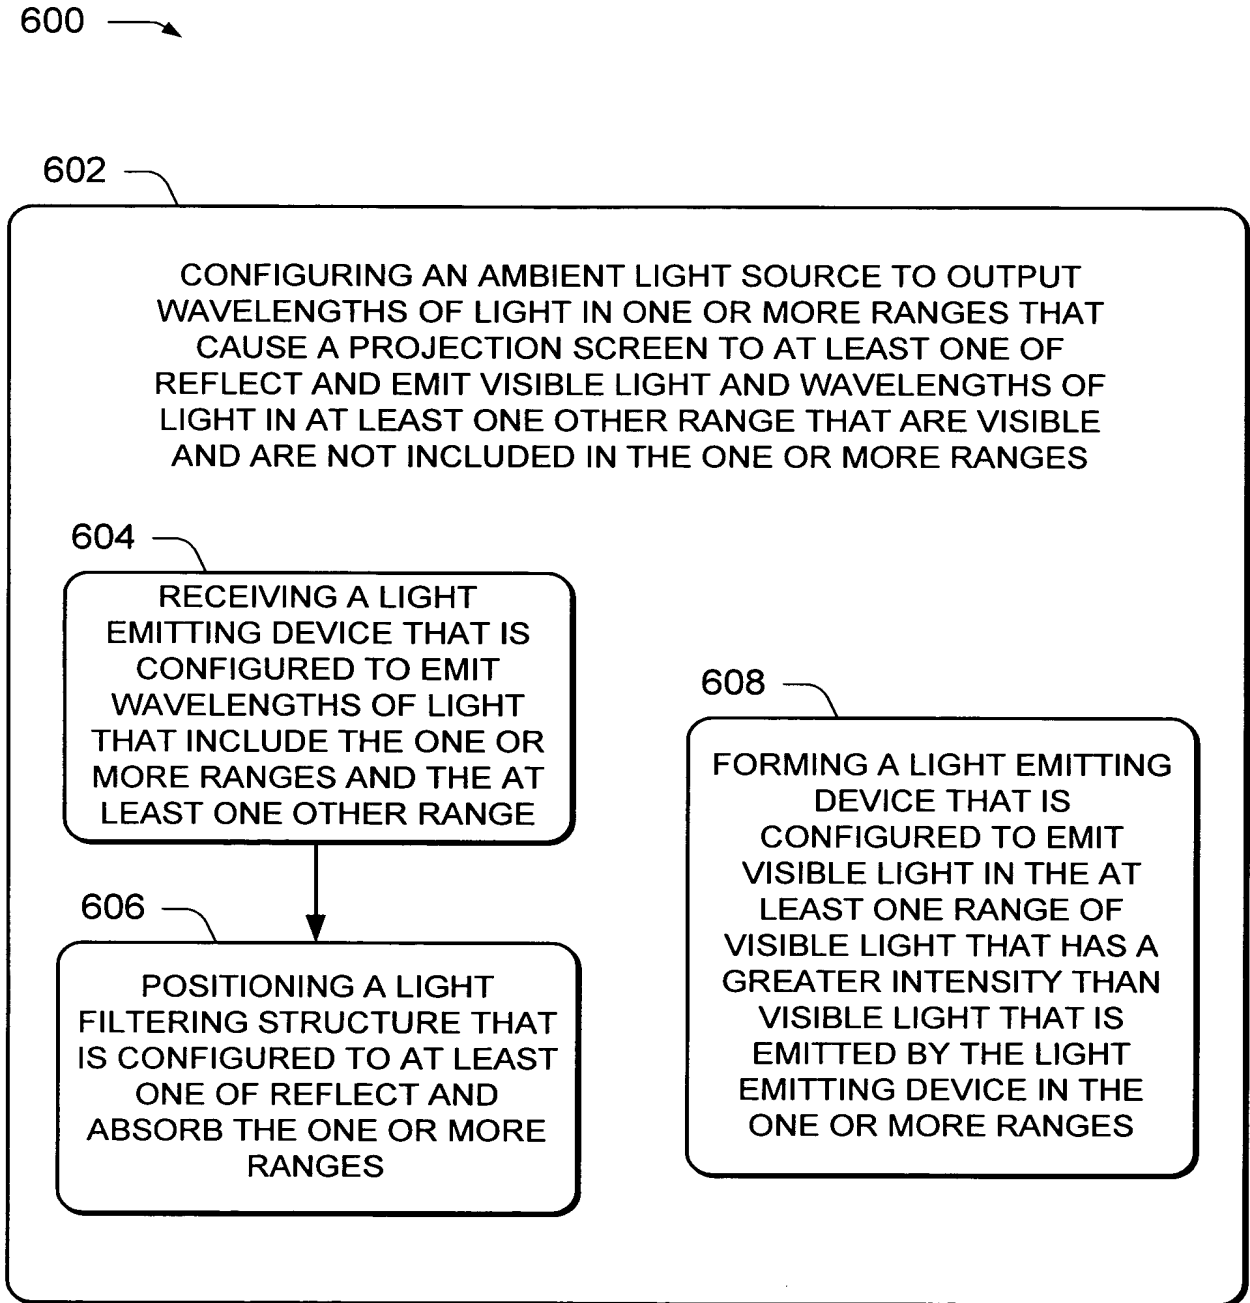 600
602
CONFIGURING AN AMBIENT LIGHT SOURCE TO OUTPUT
WAVELENGTHS OF LIGHT IN ONE OR MORE RANGES THAT
CAUSE A PROJECTION SCREEN TO AT LEAST ONE OF
REFLECT AND EMIT VISIBLE LIGHT AND WAVELENGTHS OF
LIGHT IN AT LEAST ONE OTHER RANGE THAT ARE VISIBLE
AND ARE NOT INCLUDED IN THE ONE OR MORE RANGES
604
RECEIVING A LIGHT
EMITTING DEVICE THAT IS
CONFIGURED TO EMIT
WAVELENGTHS OF LIGHT
THAT INCLUDE THE ONE OR
MORE RANGES AND THE AT
LEAST ONE OTHER RANGE
606
POSITIONING A LIGHT
FILTERING STRUCTURE THAT
IS CONFIGURED TO AT LEAST
ONE OF REFLECT AND
ABSORB THE ONE OR MORE
RANGES
608
FORMING A LIGHT EMITTING
DEVICE THAT IS
CONFIGURED TO EMIT
VISIBLE LIGHT IN THE AT
LEAST ONE RANGE OF
VISIBLE LIGHT THAT HAS A
GREATER INTENSITY THAN
VISIBLE LIGHT THAT IS
EMITTED BY THE LIGHT
EMITTING DEVICE IN THE
ONE OR MORE RANGES